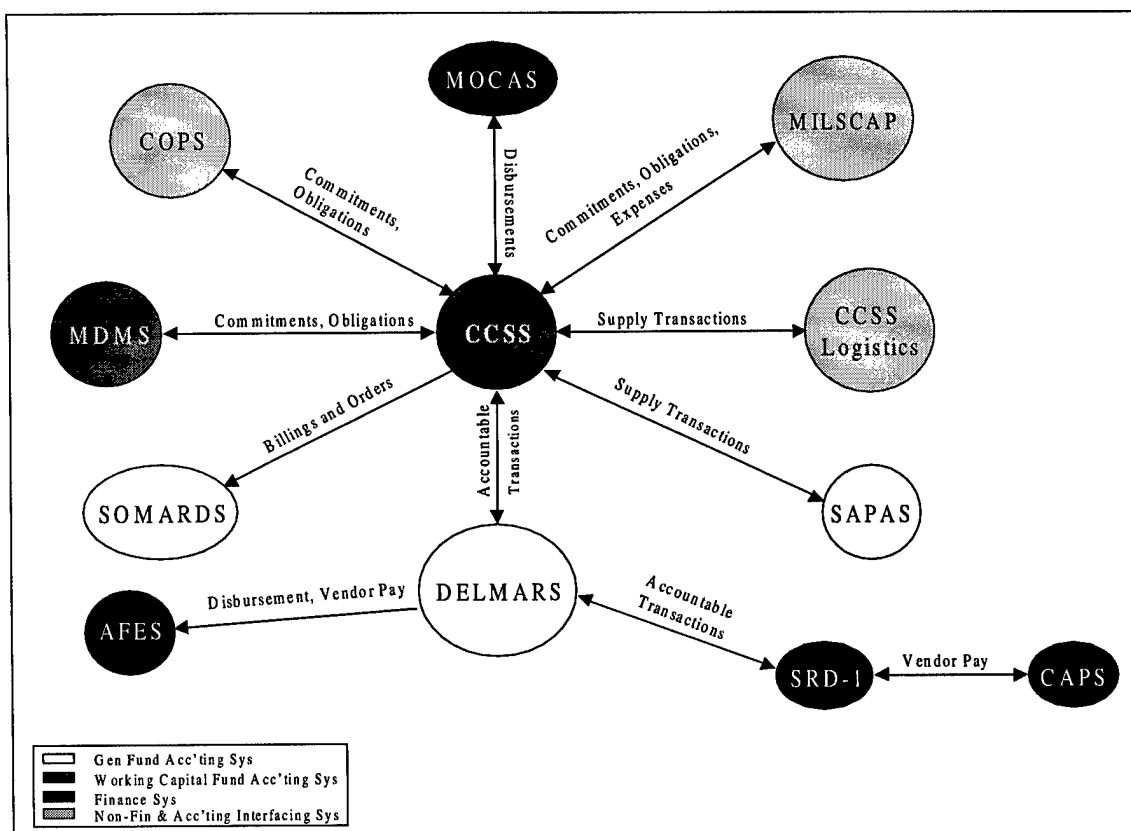 MOCAS
COPS
MILSCAP
Disbursements
Commitments,
Obligations
Commitments, Obligations,
Expenses
MDMS
Commitments, Obligations
CCSS
Supply Transactions
CCSS
Logistics
Billings and Orders
Accountable
Transactions
Supply Transactions
SOMARDS
SAPAS
DELMARS
Disbursement, Vendor Pay
AFES
Accountable
Transactions
SRD-1
Vendor Pay
CAPS
Gen Fund Acc'ting Sys
Working Capital Fund Acc'ting Sys
Finance Sys
Non-Fin & Acc'ting Interfacing Sys